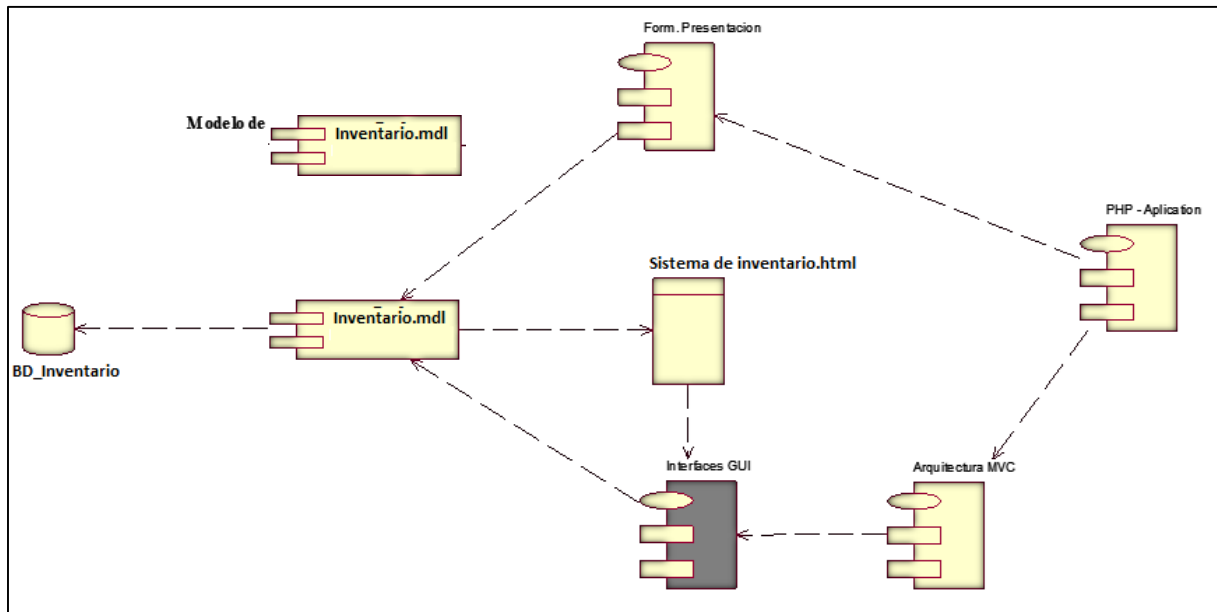 Form. Presentacion
Modelo de
Inventario.mdl
PHP - Aplication
Sistema de inventario.html
Inventario.mdl
BD_Inventario
Interfaces GUI
Arquitectura MVC